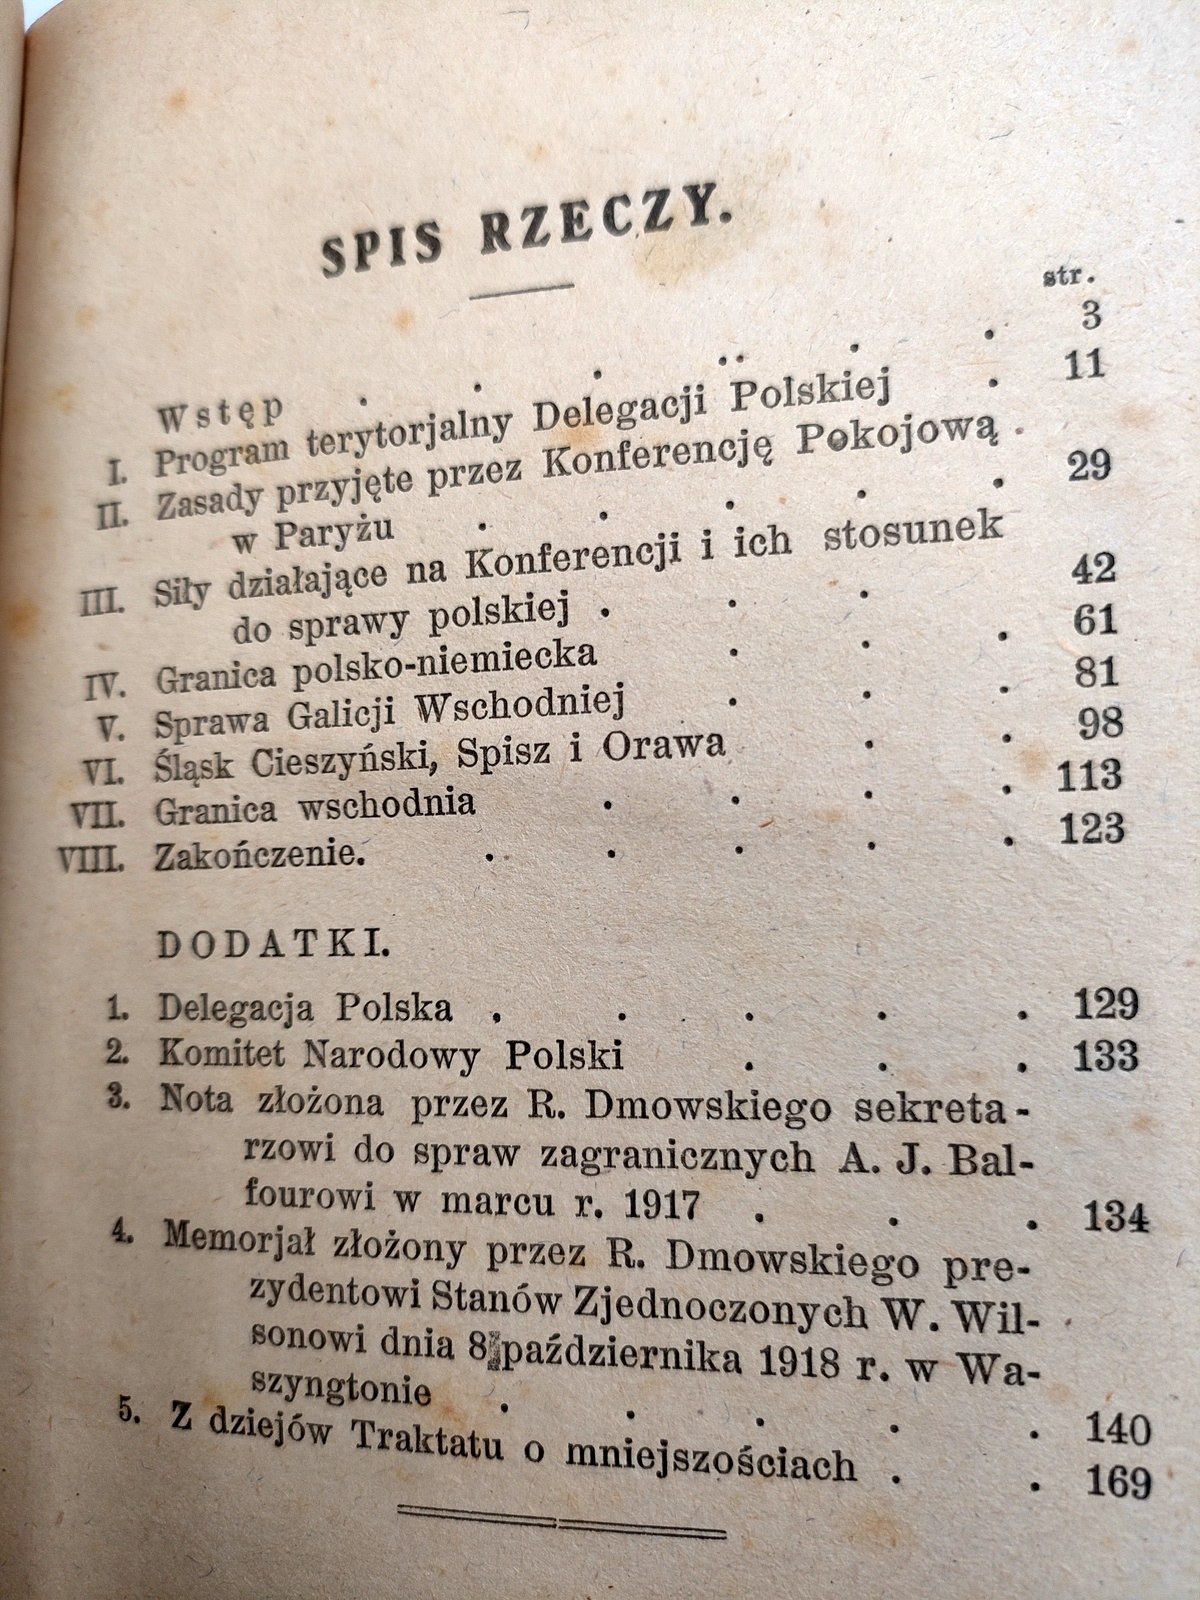 SPIS RZECZY.
str.
Wstęp . . . . . . . 3
I. Program terytorjalny Delegacji Polskiej . 11
II. Zasady przyjęte przez Konferencję Pokojową .
w Paryżu . . . . . 29
III. Siły działające na Konferencji i ich stosunek
do sprawy polskiej . . . 42
IV. Granica polsko-niemiecka . . . 61
V. Sprawa Galicji Wschodniej . . . 81
VI. Śląsk Cieszyński, Spisz i Orawa . . 98
VII. Granica wschodnia . . . . 113
VIII. Zakończenie. . . . . . 123
DODATKI.
1. Delegacja Polska . . . . . 129
2. Komitet Narodowy Polski . . . 133
3. Nota złożona przez R. Dmowskiego sekreta-
rzowi do spraw zagranicznych A. J. Bal-
fourowi w marcu r. 1917 . . . 134
4. Memorjał złożony przez R. Dmowskiego pre-
zydentowi Stanów Zjednoczonych W. Wil-
sonowi dnia 8 października 1918 r. w Wa-
szyngtonie . . . . . 140
5. Z dziejów Traktatu o mniejszościach . . 169